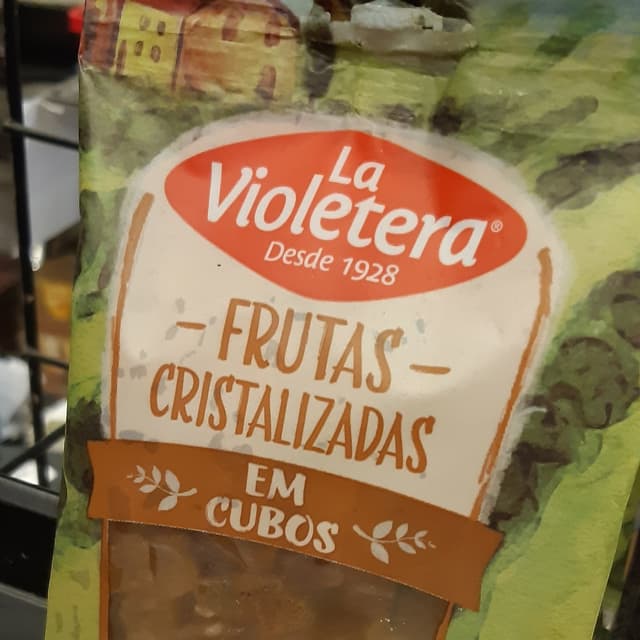 La
Violetera®
Desde 1928
– FRUTAS –
CRISTALIZADAS
EM
CUBOS